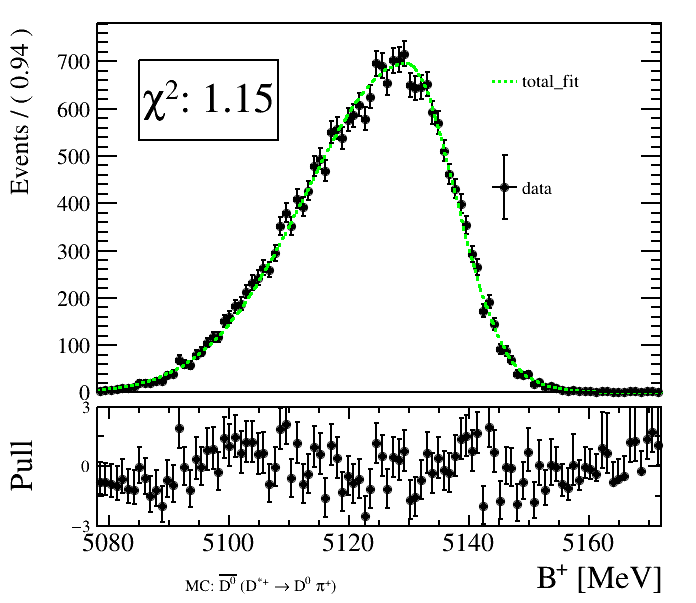 Events / ( 0.94 )
700
600
500
400
300
200
100
0
χ²: 1.15
total_fit
data
Pull
3
0
−3
5080 5100 5120 5140 5160
B⁺ [MeV]
MC: D̅⁰ (D*⁺ → D⁰ π⁺)